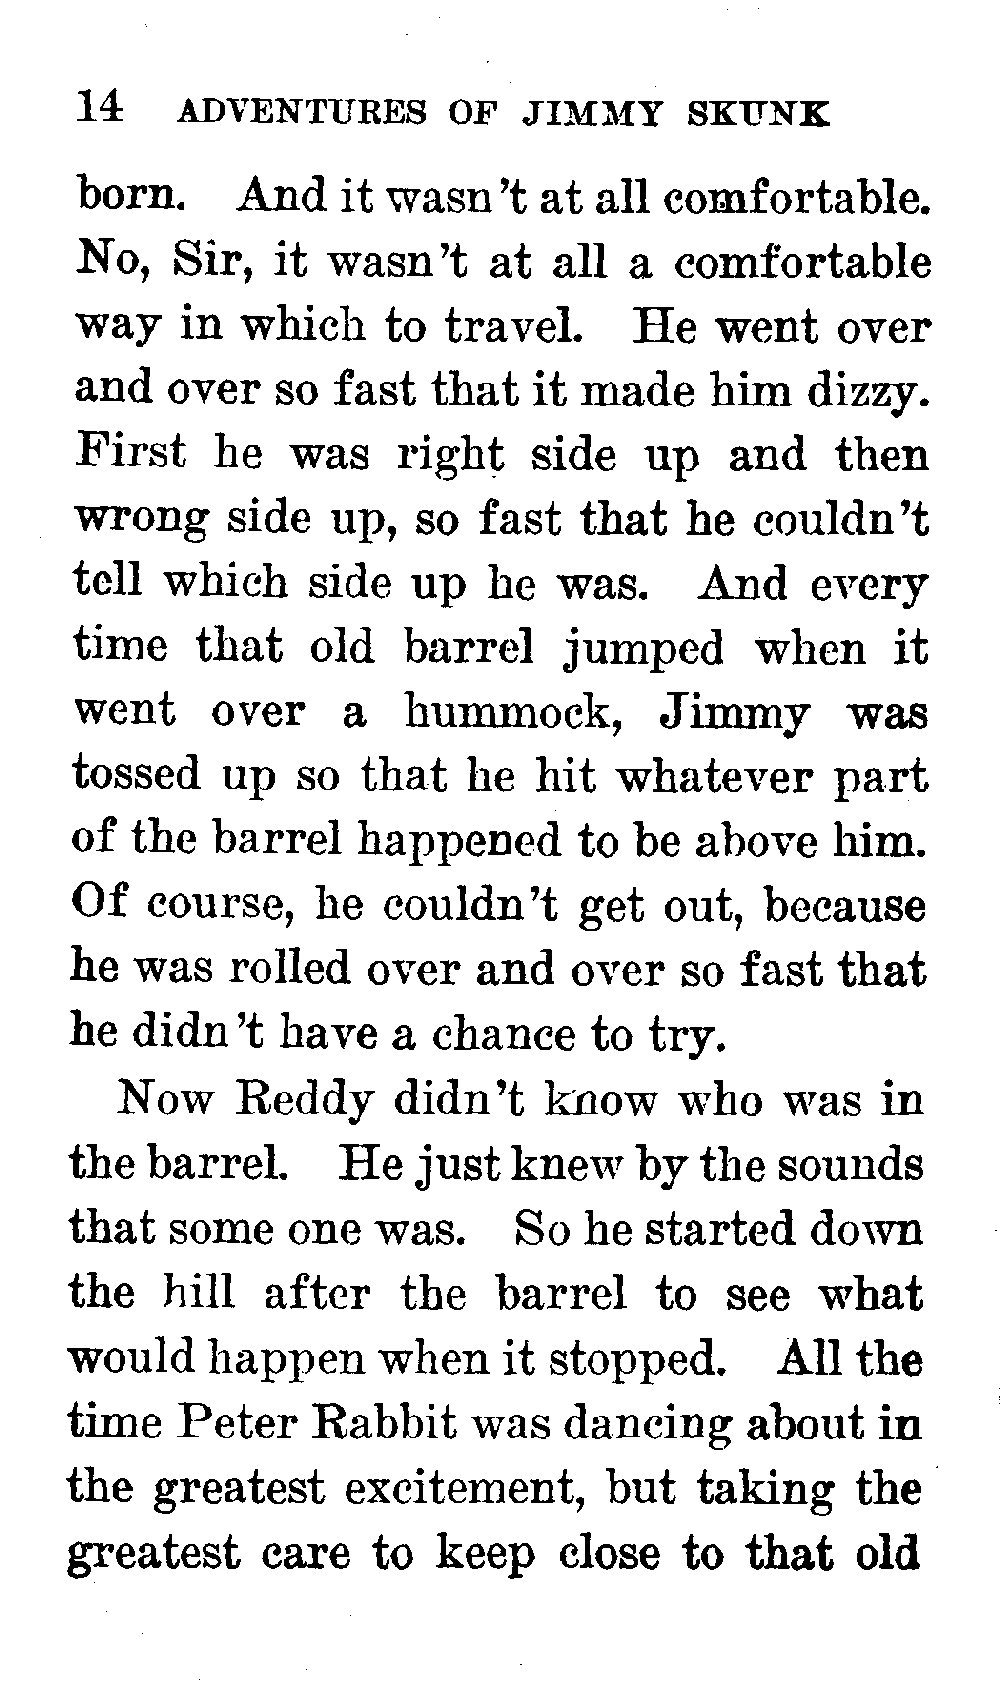 14 ADVENTURES OF JIMMY SKUNK
born. And it wasn't at all comfortable.
No, Sir, it wasn't at all a comfortable
way in which to travel. He went over
and over so fast that it made him dizzy.
First he was right side up and then
wrong side up, so fast that he couldn't
tell which side up he was. And every
time that old barrel jumped when it
went over a hummock, Jimmy was
tossed up so that he hit whatever part
of the barrel happened to be above him.
Of course, he couldn't get out, because
he was rolled over and over so fast that
he didn't have a chance to try.
Now Reddy didn't know who was in
the barrel. He just knew by the sounds
that some one was. So he started down
the hill after the barrel to see what
would happen when it stopped. All the
time Peter Rabbit was dancing about in
the greatest excitement, but taking the
greatest care to keep close to that old